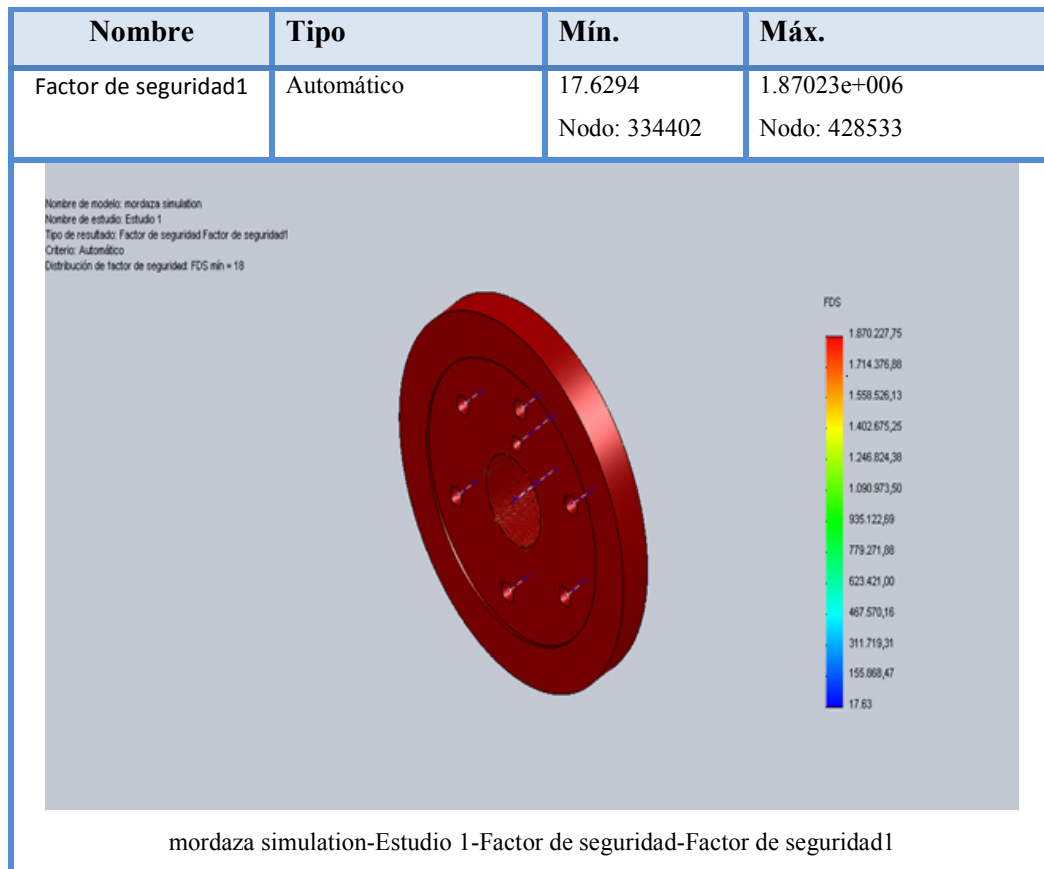 Nombre Tipo Mín. Máx.
Factor de seguridad1 Automático 17.6294 1.87023e+006
Nodo: 334402 Nodo: 428533
Nombre de modelo: mordaza simulation
Nombre de estudio: Estudio 1
Tipo de resultado: Factor de seguridad Factor de seguridad1
Criterio: Automático
Distribución de factor de seguridad: FDS mín = 18
FDS
1.870.227,75
1.714.376,88
1.558.526,13
1.402.675,25
1.246.824,38
1.090.973,50
935.122,69
779.271,88
623.421,00
467.570,16
311.719,31
155.868,47
17.63
mordaza simulation-Estudio 1-Factor de seguridad-Factor de seguridad1